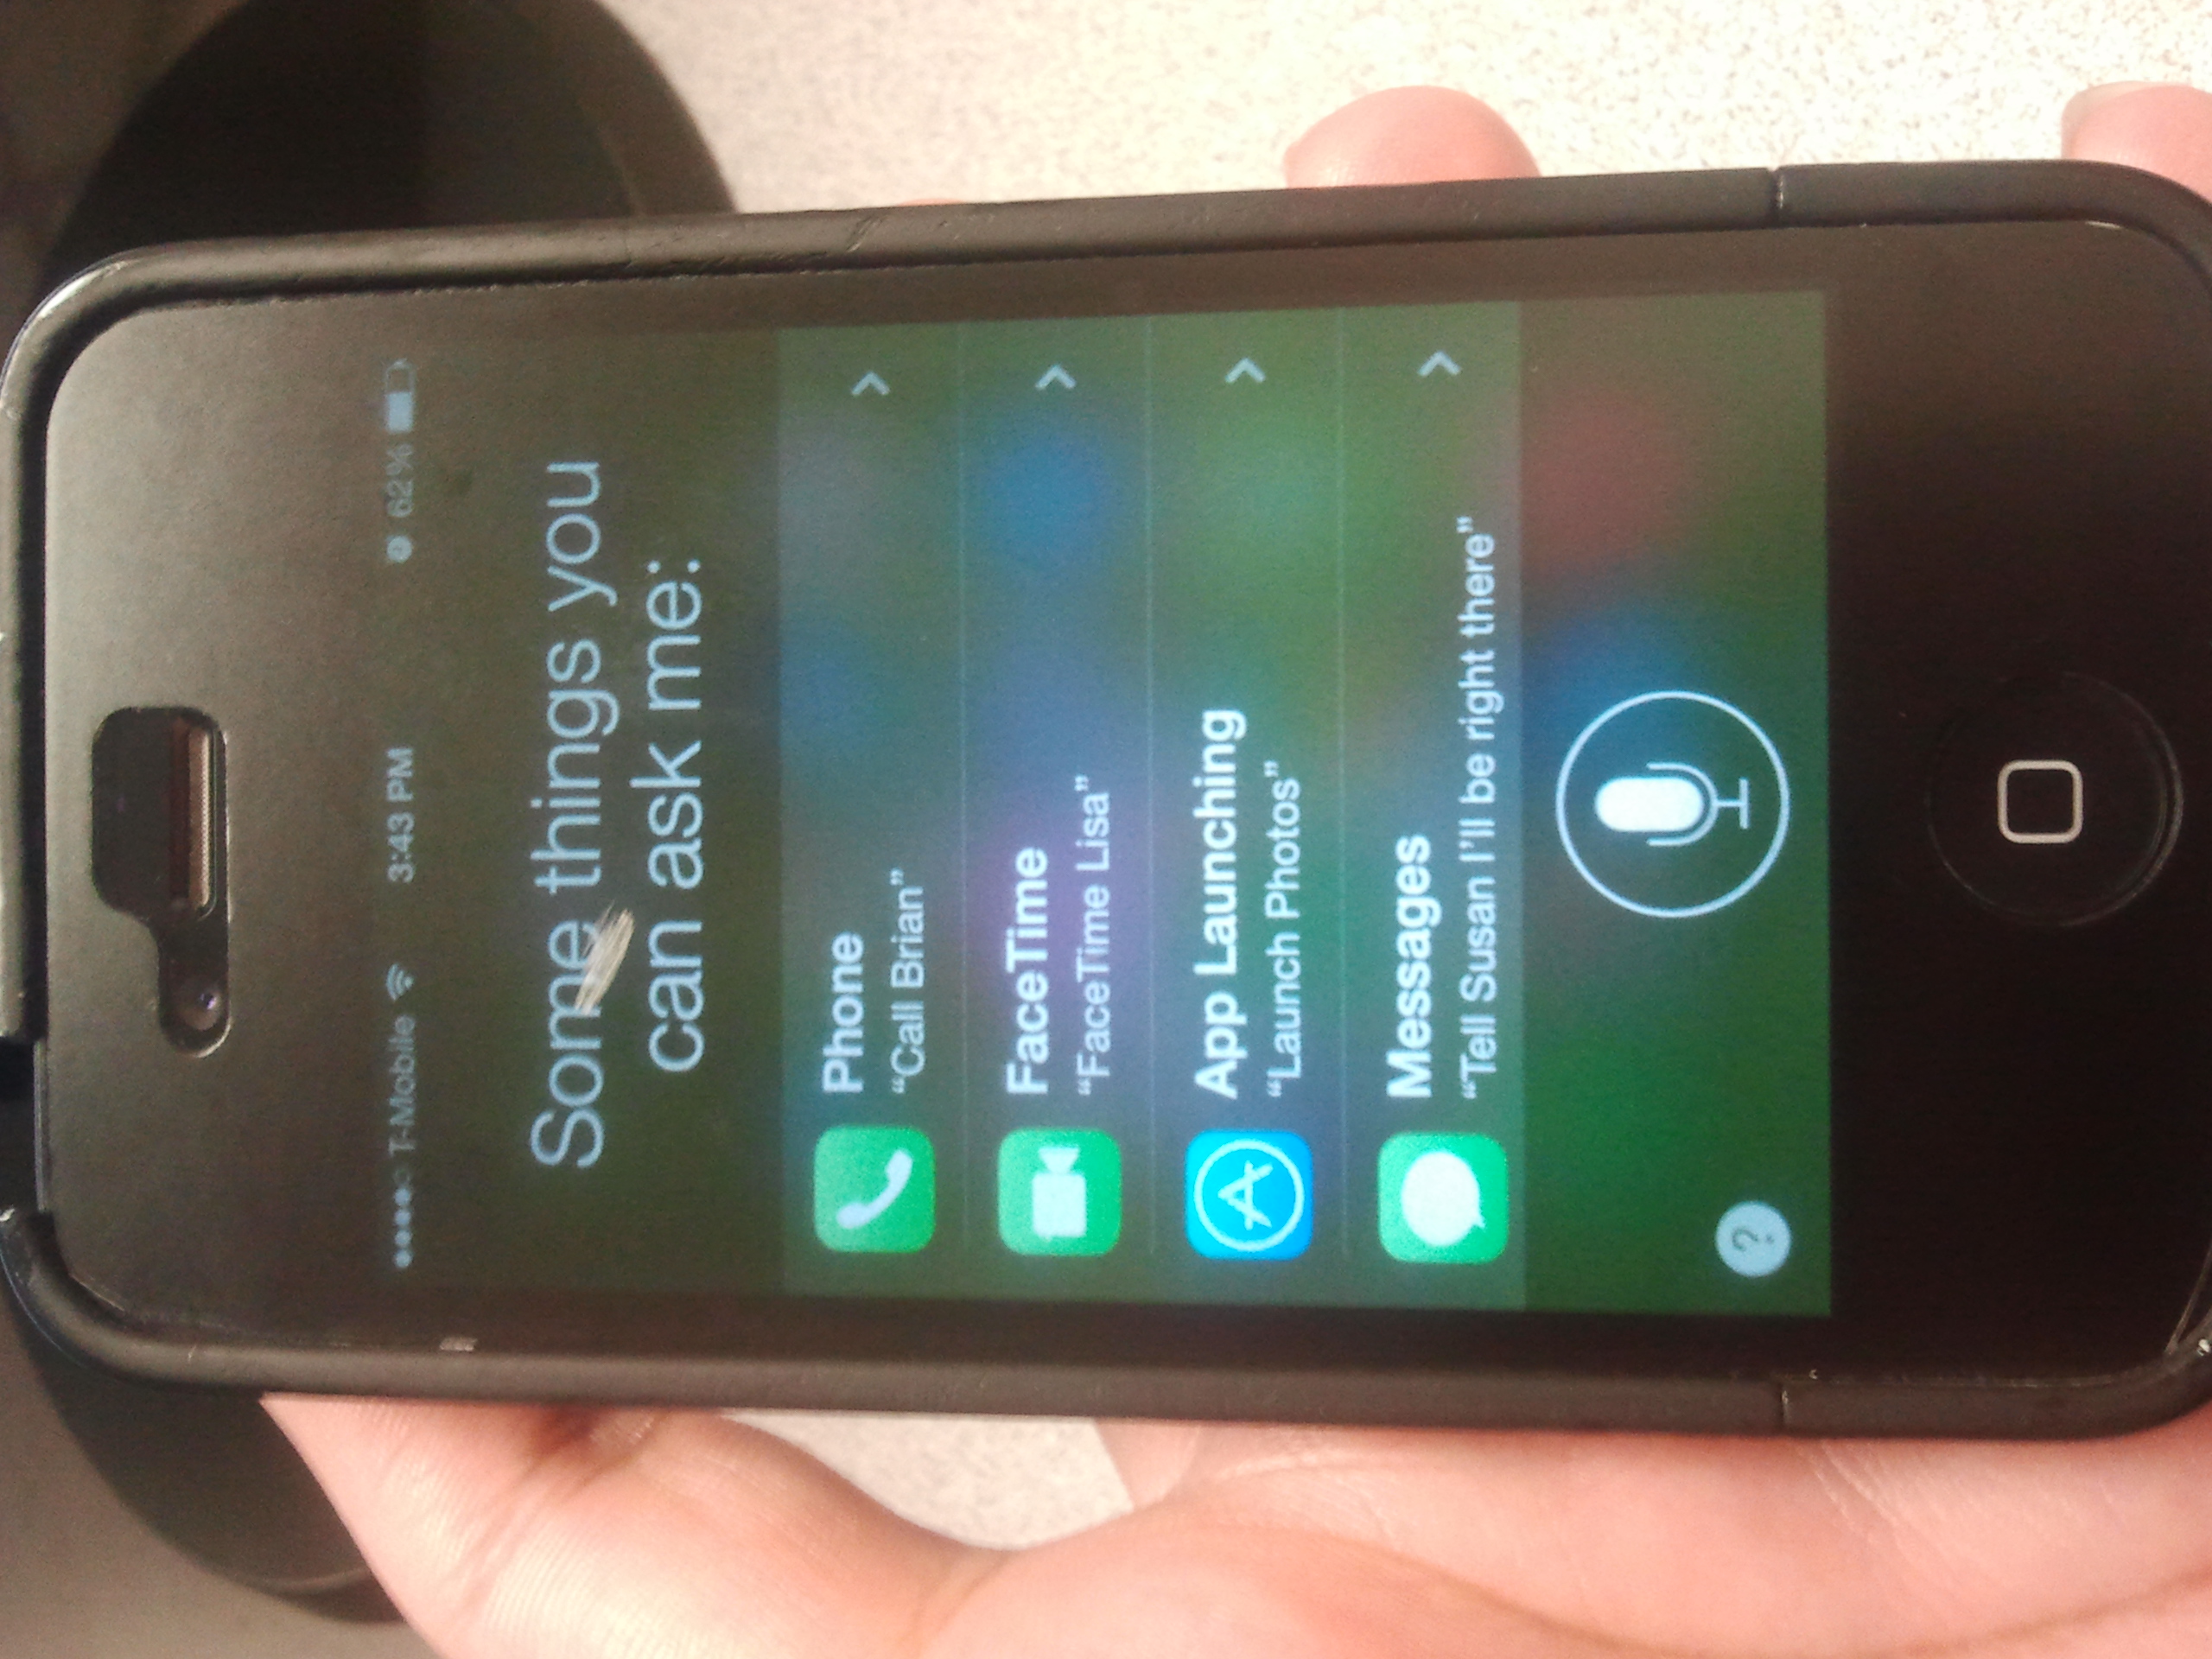 T-Mobile 3:43 PM 62%
Some things you
can ask me:
Phone
“Call Brian”
FaceTime
“FaceTime Lisa”
App Launching
“Launch Photos”
Messages
“Tell Susan I’ll be right there”
?